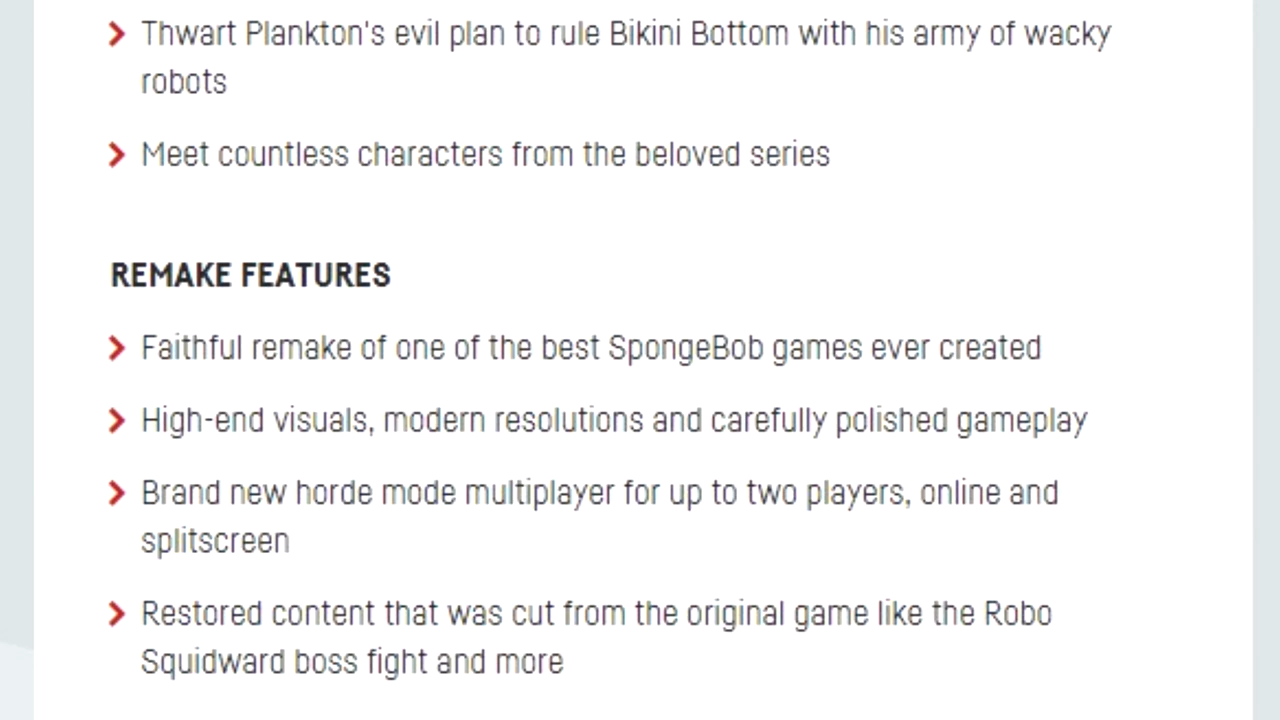 Thwart Plankton's evil plan to rule Bikini Bottom with his army of wacky
robots
Meet countless characters from the beloved series
REMAKE FEATURES
Faithful remake of one of the best SpongeBob games ever created
High-end visuals, modern resolutions and carefully polished gameplay
Brand new horde mode multiplayer for up to two players, online and
splitscreen
Restored content that was cut from the original game like the Robo
Squidward boss fight and more